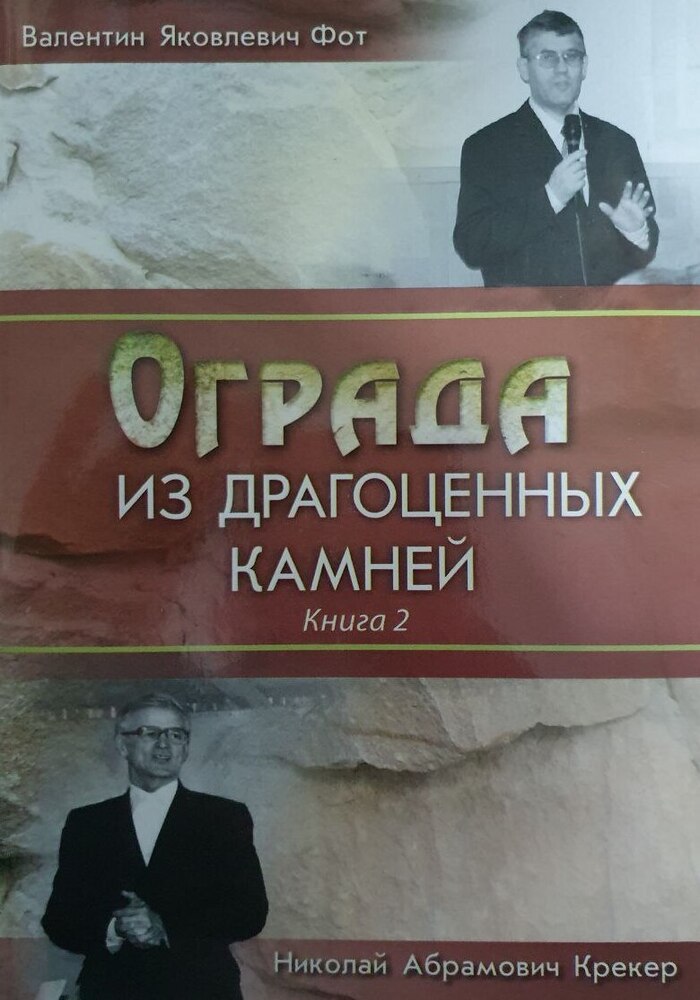 Валентин Яковлевич Фот
Ограда
из драгоценных
камней
Книга 2
Николай Абрамович Крекер